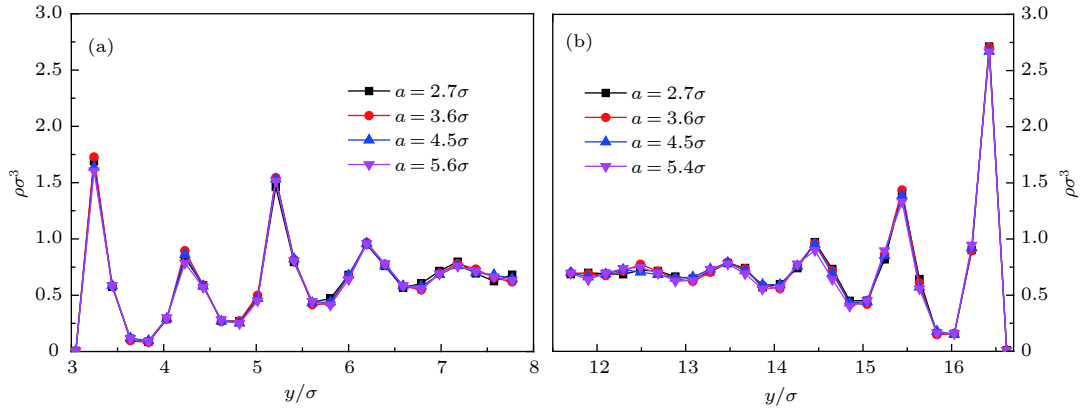 (a)
3.0
2.5
2.0
1.5
1.0
0.5
0
ρσ³
a = 2.7σ
a = 3.6σ
a = 4.5σ
a = 5.6σ
3 4 5 6 7 8
y/σ
(b)
a = 2.7σ
a = 3.6σ
a = 4.5σ
a = 5.4σ
12 13 14 15 16
y/σ
3.0
2.5
2.0
1.5
1.0
0.5
0
ρσ³